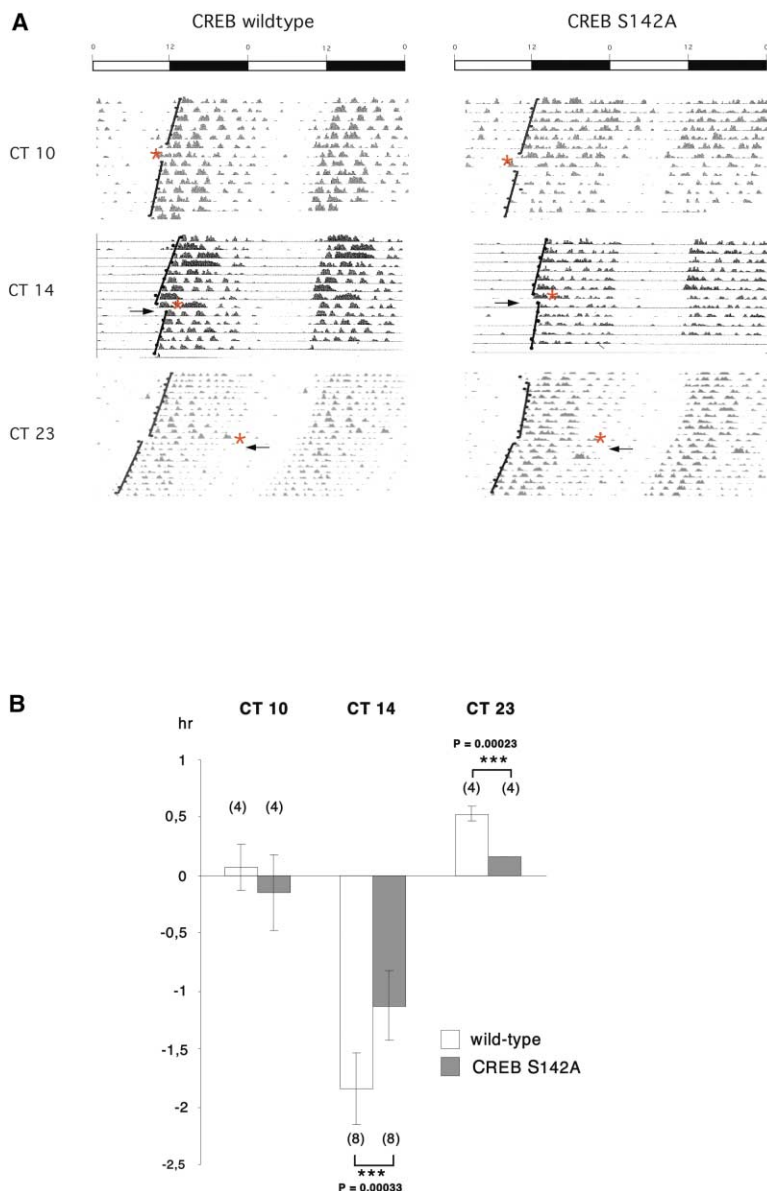 A
CREB wildtype CREB S142A
0 12 0 12 0 0 12 0 12 0
CT 10
*
*
CT 14
*
*
CT 23
*
*
B
CT 10 CT 14 CT 23
hr
P = 0.00023
***
(4) (4) (4) (4)
1
0,5
0
-0,5
-1
-1,5
-2
-2,5
wild-type
CREB S142A
(8) (8)
***
P = 0.00033